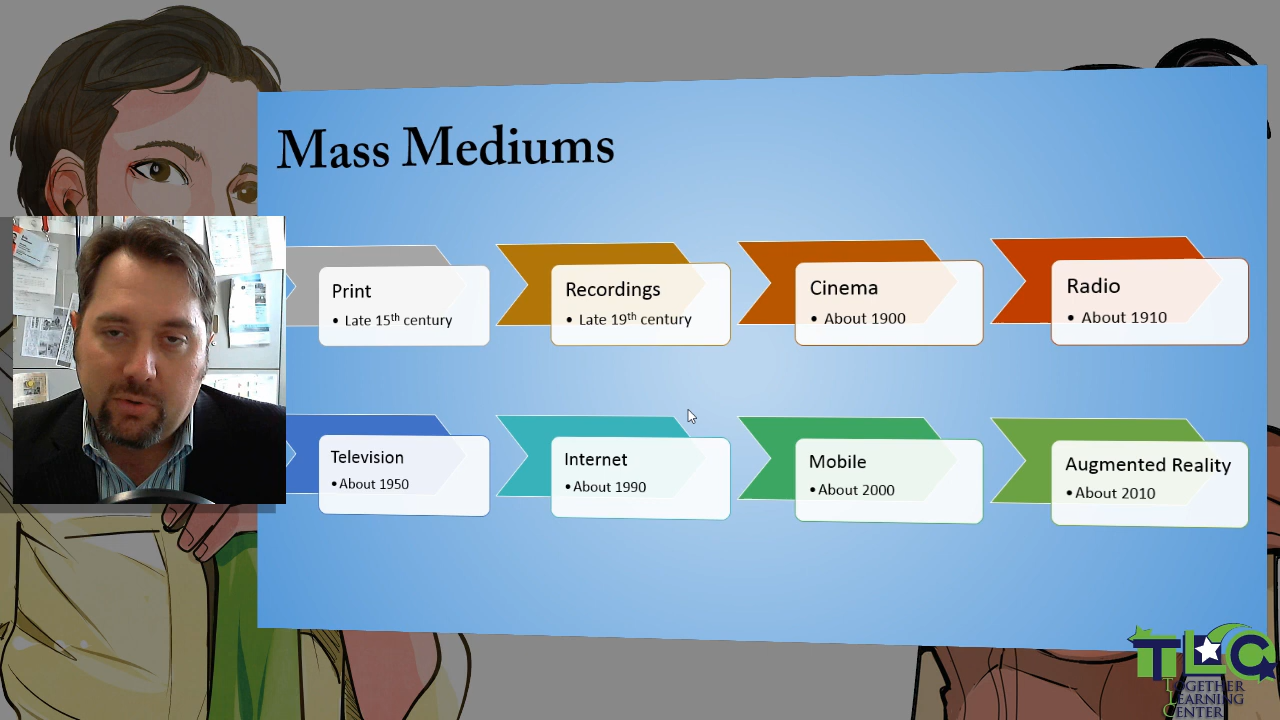 Mass Mediums
Print
• Late 15th century
Recordings
• Late 19th century
Cinema
• About 1900
Radio
• About 1910
Television
• About 1950
Internet
• About 1990
Mobile
• About 2000
Augmented Reality
• About 2010
TLC
TOGETHER
LEARNING
CENTER